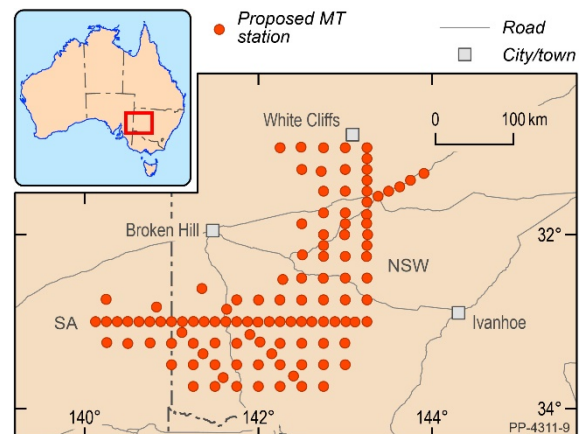 Proposed MT
station
Road
City/town
White Cliffs
0 100 km
Broken Hill
32°
NSW
SA
Ivanhoe
140° 142° 144° 34°
PP-4311-9